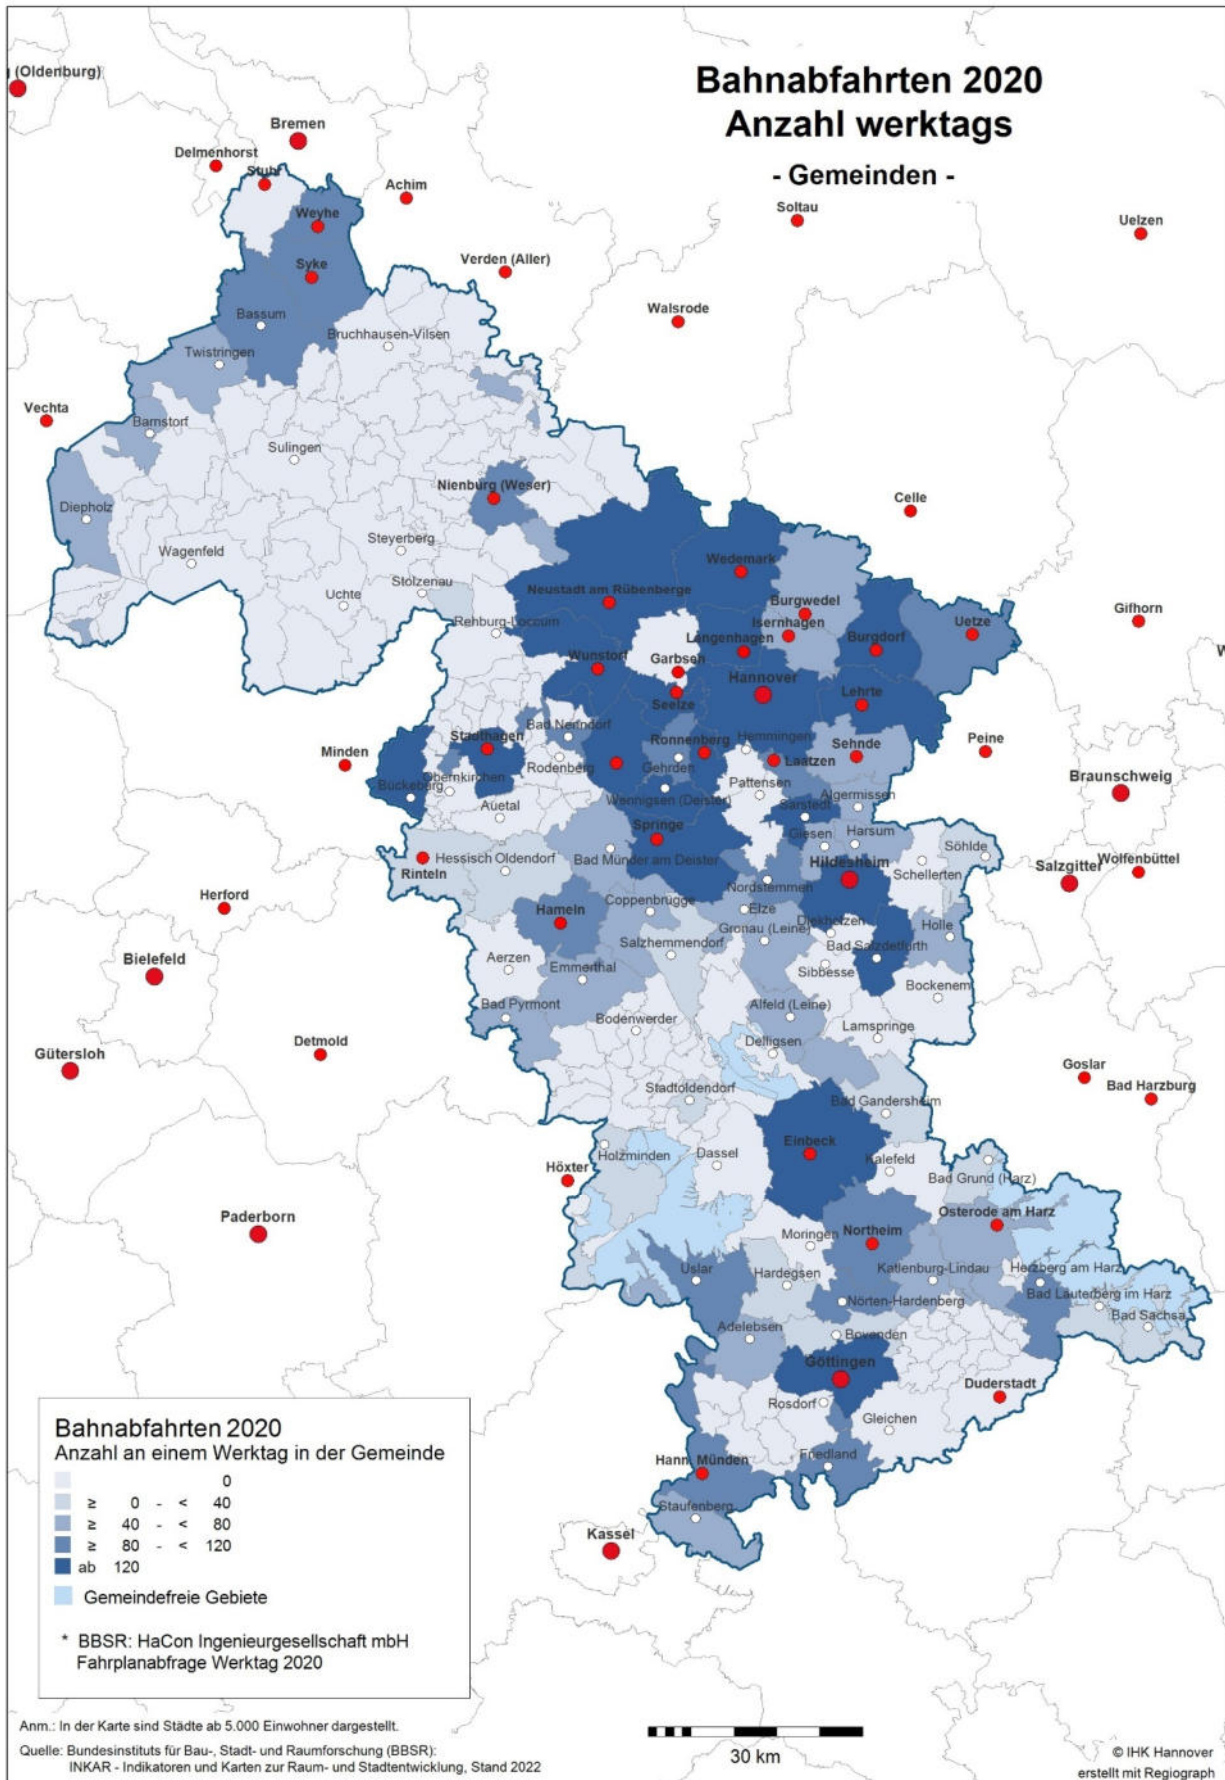 Bahnabfahrten 2020
Anzahl werktags
- Gemeinden -
(Oldenburg)
Bremen
Delmenhorst
Stuhr
Achim
Weyhe
Soltau
Uelzen
Syke
Verden (Aller)
Bassum
Walsrode
Bruchhausen-Vilsen
Twistringen
Vechta
Barnstorf
Sulingen
Nienburg (Weser)
Celle
Diepholz
Steyerberg
Wagenfeld
Wedemark
Stolzenau
Uchte
Neustadt am Rübenberge
Burgwedel
Gifhorn
Isernhagen
Uetze
Rehburg-Loccum
Langenhagen
Burgdorf
W
Wunstorf
Garbsen
Hannover
Lehrte
Seelze
Bad Nenndorf
Stadthagen
Ronnenberg
Hemmingen
Sehnde
Peine
Minden
Rodenberg
Gehrden
Laatzen
Braunschweig
Obernkirchen
Bückeburg
Pattensen
Wennigsen (Deister)
Algermissen
Auetal
Sarstedt
Springe
Giesen
Harsum
Söhlde
Hessisch Oldendorf
Bad Münder am Deister
Hildesheim
Salzgitter
Wolfenbüttel
Rinteln
Schellerten
Herford
Nordstemmen
Coppenbrügge
Hameln
Elze
Diekholzen
Gronau (Leine)
Holle
Salzhemmendorf
Bad Salzdetfurth
Bielefeld
Aerzen
Emmerthal
Sibbesse
Bockenem
Bad Pyrmont
Alfeld (Leine)
Bodenwerder
Lamspringe
Detmold
Delligsen
Gütersloh
Goslar
Stadtoldendorf
Bad Harzburg
Bad Gandersheim
Einbeck
Holzminden
Dassel
Kalefeld
Höxter
Bad Grund (Harz)
Paderborn
Osterode am Harz
Northeim
Moringen
Uslar
Hardegsen
Katlenburg-Lindau
Herzberg am Harz
Bad Lauterberg im Harz
Nörten-Hardenberg
Bad Sachsa
Adelebsen
Bovenden
Göttingen
Duderstadt
Rosdorf
Gleichen
Friedland
Hann. Münden
Staufenberg
Kassel
Bahnabfahrten 2020
Anzahl an einem Werktag in der Gemeinde
0
≥ 0 - < 40
≥ 40 - < 80
≥ 80 - < 120
ab 120
Gemeindefreie Gebiete
* BBSR: HaCon Ingenieurgesellschaft mbH
Fahrplanabfrage Werktag 2020
Anm.: In der Karte sind Städte ab 5.000 Einwohner dargestellt.
Quelle: Bundesinstituts für Bau-, Stadt- und Raumforschung (BBSR):
INKAR - Indikatoren und Karten zur Raum- und Stadtentwicklung, Stand 2022
30 km
© IHK Hannover
erstellt mit Regiograph